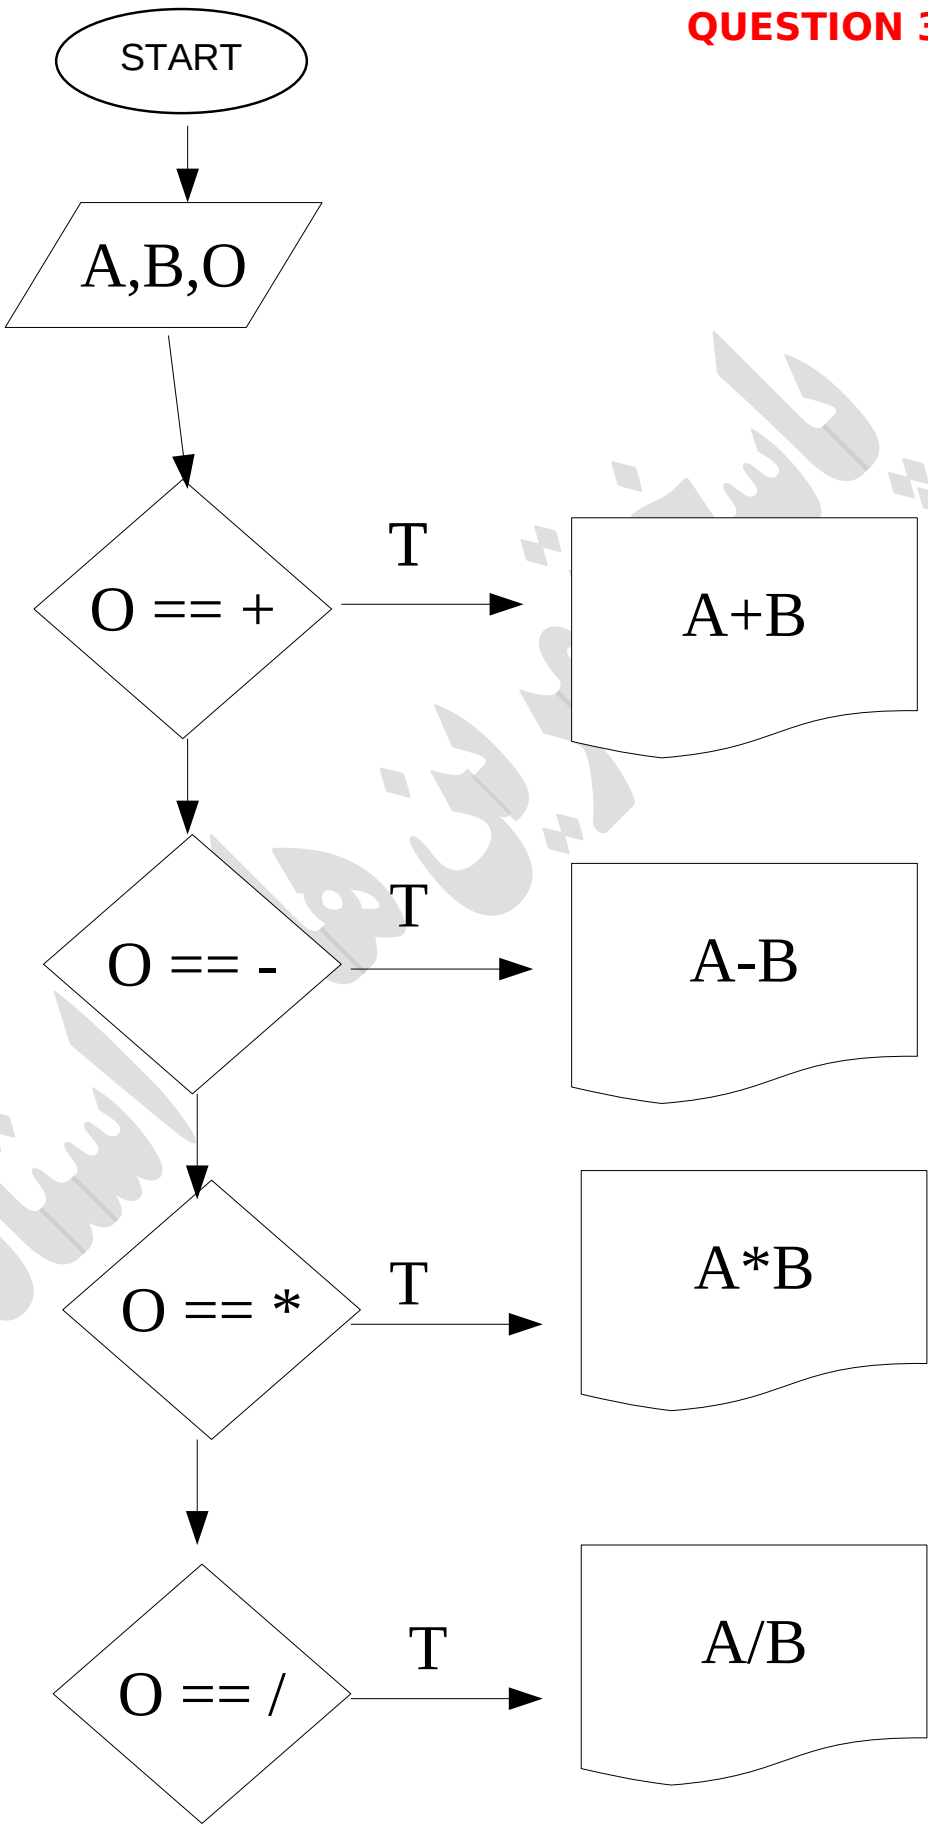 QUESTION 3
START
A,B,O
T
O == +
A+B
T
O == -
A-B
T
O == *
A*B
T
O == /
A/B